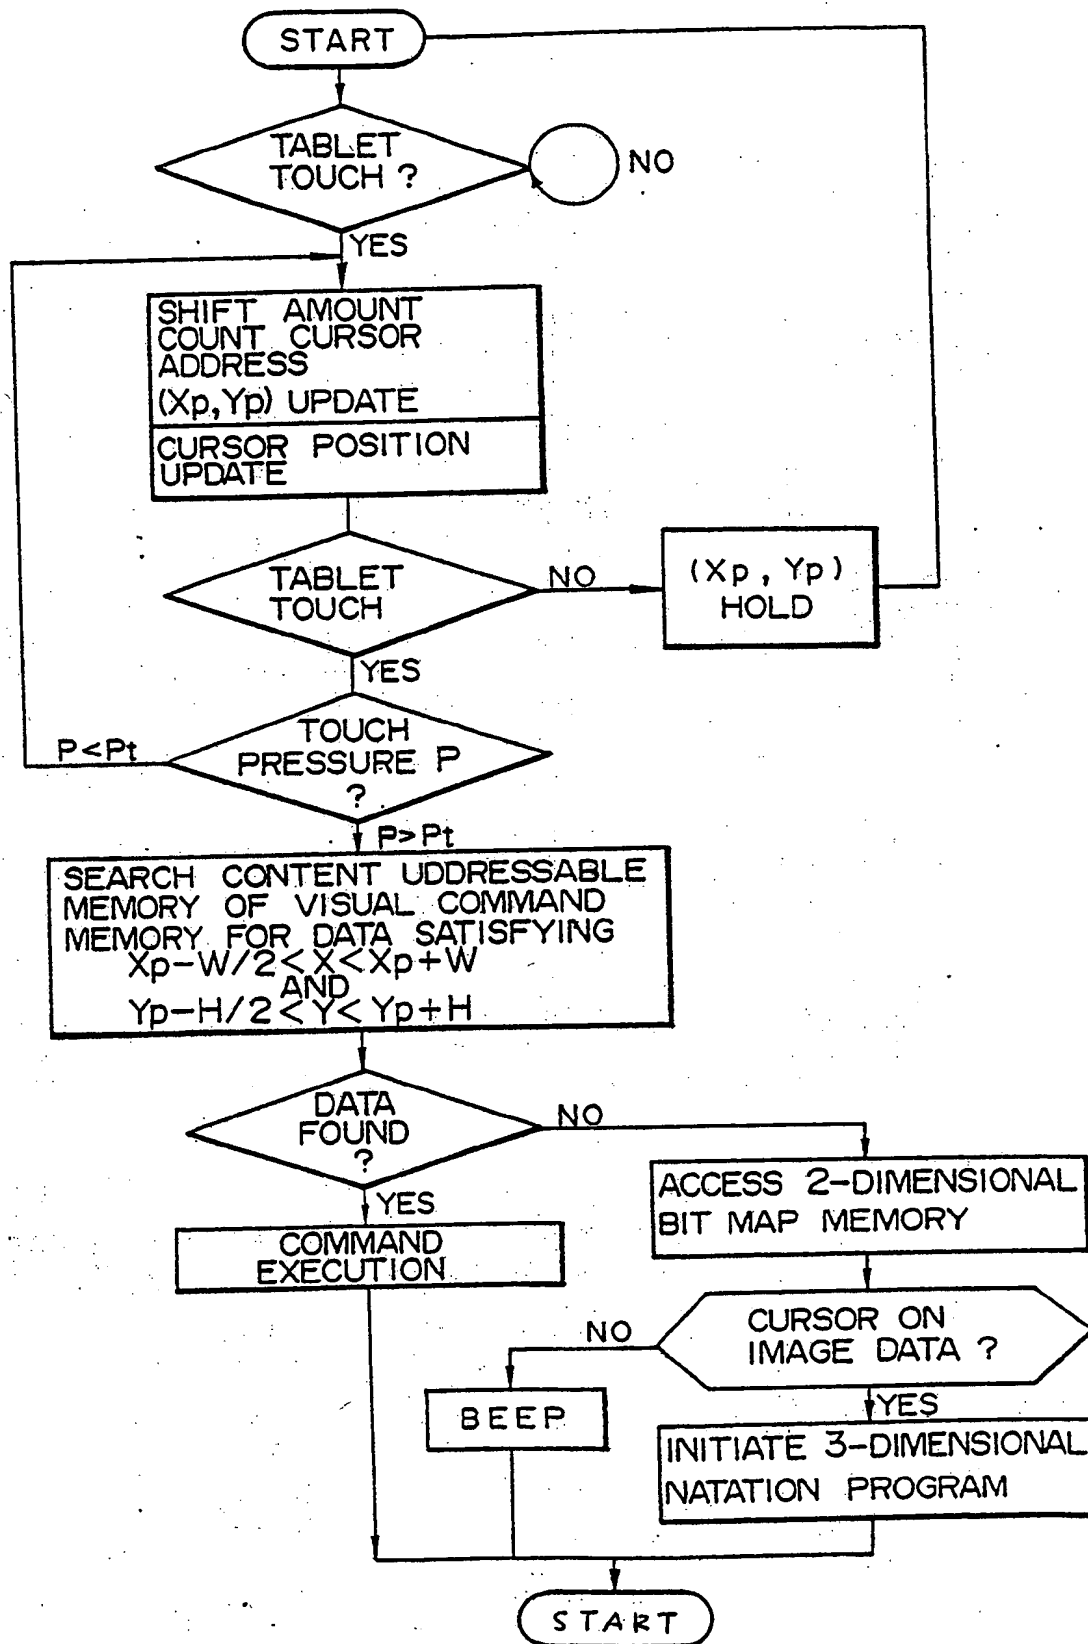 START
TABLET
TOUCH ?
NO
YES
SHIFT AMOUNT
COUNT CURSOR
ADDRESS
(Xp,Yp) UPDATE
CURSOR POSITION
UPDATE
TABLET
TOUCH
NO
(Xp, Yp)
HOLD
YES
TOUCH
PRESSURE P
?
P<Pt
P>Pt
SEARCH CONTENT UDDRESSABLE
MEMORY OF VISUAL COMMAND
MEMORY FOR DATA SATISFYING
Xp-W/2<X<Xp+W
AND
Yp-H/2<Y<Yp+H
DATA
FOUND
?
NO
YES
COMMAND
EXECUTION
ACCESS 2-DIMENSIONAL
BIT MAP MEMORY
CURSOR ON
IMAGE DATA ?
NO
YES
BEEP
INITIATE 3-DIMENSIONAL
NATATION PROGRAM
START